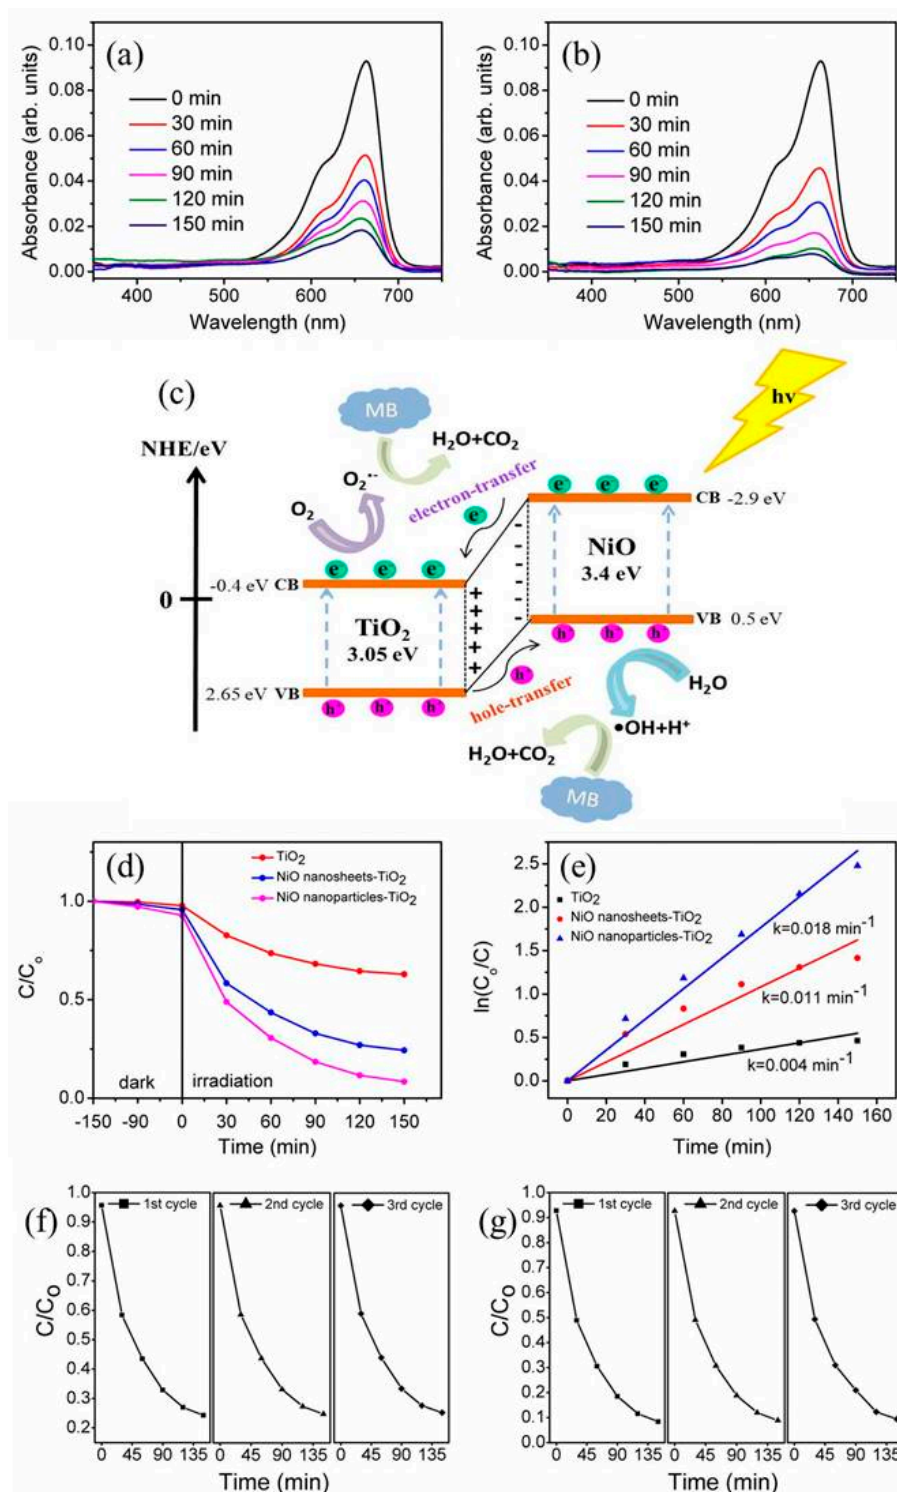 (a)
0.10
0.08
0.06
0.04
0.02
0.00
Absorbance (arb. units)
0 min
30 min
60 min
90 min
120 min
150 min
400 500 600 700
Wavelength (nm)
(b)
0.10
0.08
0.06
0.04
0.02
0.00
Absorbance (arb. units)
0 min
30 min
60 min
90 min
120 min
150 min
400 500 600 700
Wavelength (nm)
(c)
MB
hν
NHE/eV
H₂O+CO₂
O₂•-
O₂
electron-transfer
e⁻
e⁻ e⁻ e⁻
CB -2.9 eV
NiO
3.4 eV
e⁻ e⁻ e⁻
-0.4 eV CB
0
- - - - - - -
+ + + + +
TiO₂
3.05 eV
VB 0.5 eV
h⁺ h⁺ h⁺
h⁺
2.65 eV VB
h⁺ h⁺ h⁺
hole-transfer
H₂O
•OH+H⁺
H₂O+CO₂
MB
(d)
1.0
0.5
0.0
C/Cₒ
TiO₂
NiO nanosheets-TiO₂
NiO nanoparticles-TiO₂
dark irradiation
-150 -90 0 30 60 90 120 150
Time (min)
(e)
2.5
2.0
1.5
1.0
0.5
0.0
ln(Cₒ/C)
TiO₂
NiO nanosheets-TiO₂
NiO nanoparticles-TiO₂
k=0.018 min⁻¹
k=0.011 min⁻¹
k=0.004 min⁻¹
0 20 40 60 80 100 120 140 160
Time (min)
(f)
1.0
0.9
0.8
0.7
0.6
0.5
0.4
0.3
0.2
C/C₀
1st cycle 2nd cycle 3rd cycle
0 45 90 135 0 45 90 135 0 45 90 135
Time (min)
(g)
1.0
0.9
0.8
0.7
0.6
0.5
0.4
0.3
0.2
0.1
0.0
C/C₀
1st cycle 2nd cycle 3rd cycle
0 45 90 135 0 45 90 135 0 45 90 135
Time (min)